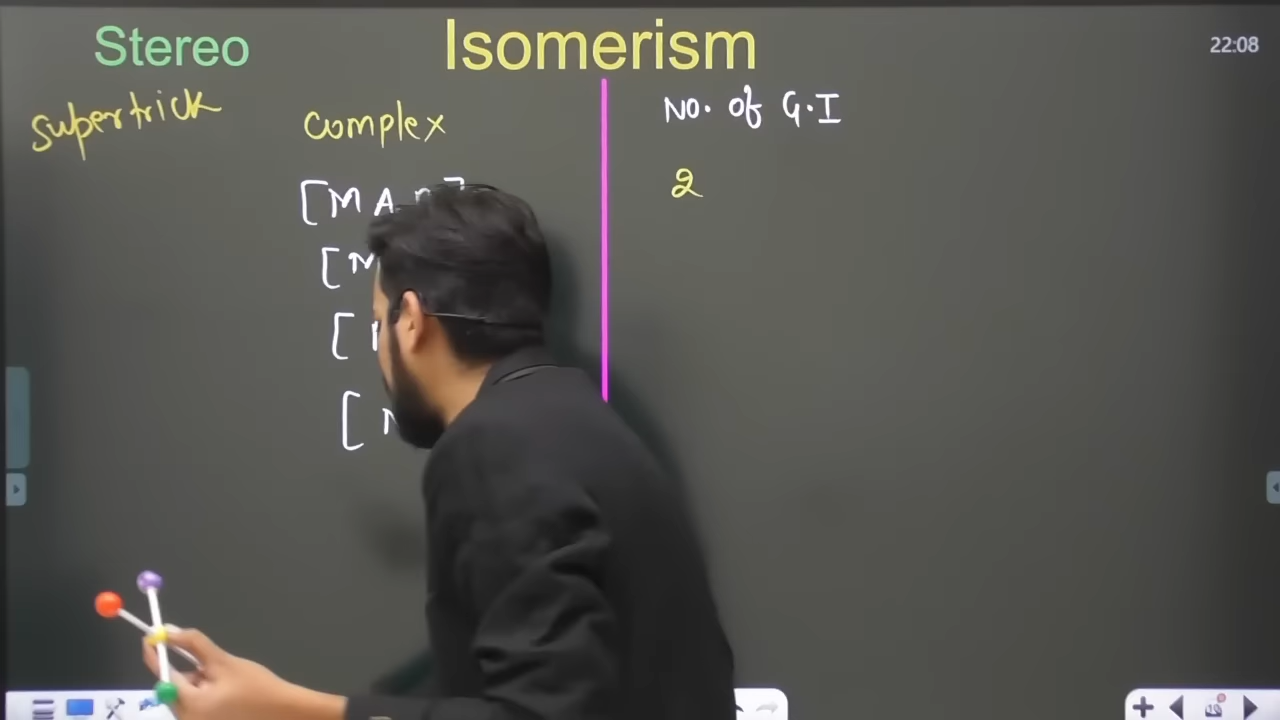 Stereo Isomerism
22:08
supertrick
complex
No. of G.I
[M A
2
[M
[
[